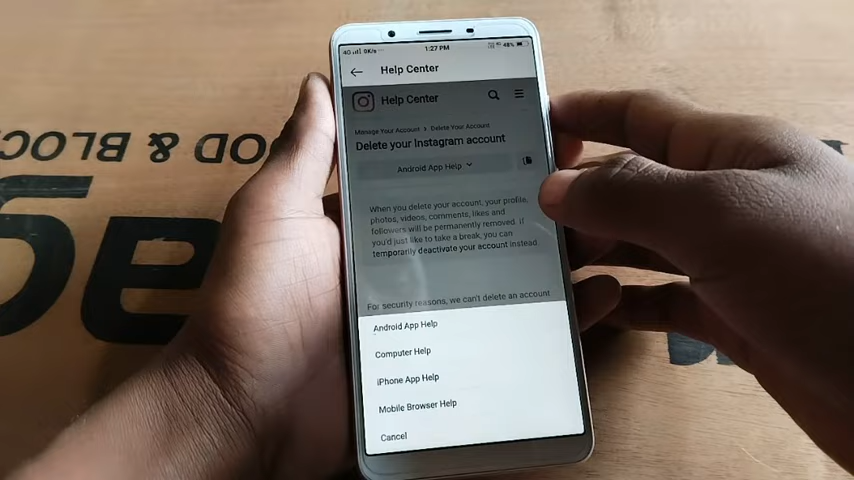 4G 0K/s 1:27 PM 48%
Help Center
Help Center
Manage Your Account > Delete Your Account
Delete your Instagram account
Android App Help
When you delete your account, your profile,
photos, videos, comments, likes and
followers will be permanently removed. If
you'd just like to take a break, you can
temporarily deactivate your account instead.
For security reasons, we can't delete an account
Android App Help
Computer Help
iPhone App Help
Mobile Browser Help
Cancel
OOD & BLOC